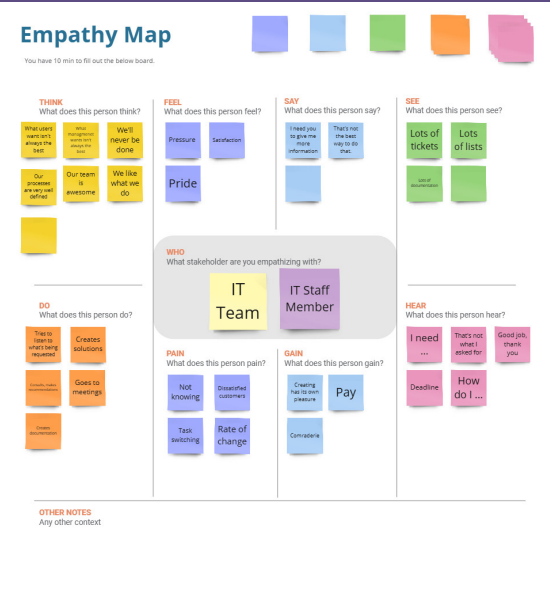 Empathy Map
You have 10 min to fill out the below board.
THINK
What does this person think?
What users
want isn't
always the
best
What
management
wants isn't
always the
best
We'll
never be
done
Our
processes
are very well
defined
Our team
is
awesome
We like
what we
do
FEEL
What does this person feel?
Pressure
Satisfaction
Pride
SAY
What does this person say?
I need you
to give me
more
information
That's not
the best
way to do
that.
SEE
What does this person see?
Lots of
tickets
Lots
of lists
Lots of
documentation
WHO
What stakeholder are you empathizing with?
IT
Team
IT Staff
Member
DO
What does this person do?
Tries to
listen to
what's being
requested
Creates
solutions
Goes to
meetings
Creates
documentation
PAIN
What does this person pain?
Not
knowing
Dissatisfied
customers
Task
switching
Rate of
change
GAIN
What does this person gain?
Creating
has its own
pleasure
Pay
Comraderie
HEAR
What does this person hear?
I need
...
That's not
what I
asked for
Good job,
thank
you
Deadline
How
do I ...
OTHER NOTES
Any other context